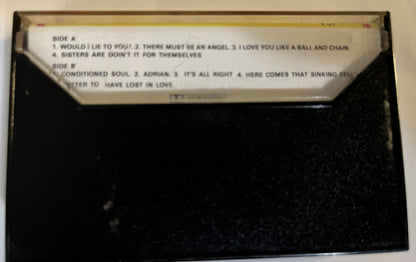 SIDE A'
1. WOULD I LIE TO YOU?. 2. THERE MUST BE AN ANGEL. 3. I LOVE YOU LIKE A BALL AND CHAIN.
4. SISTERS ARE DOIN'T IT FOR THEMSELVES
SIDE B'
1. CONDITIONED SOUL. 2. ADRIAN. 3. IT'S ALL RIGHT 4. HERE COMES THAT SINKING FEEL
TO HAVE LOST IN LOVE